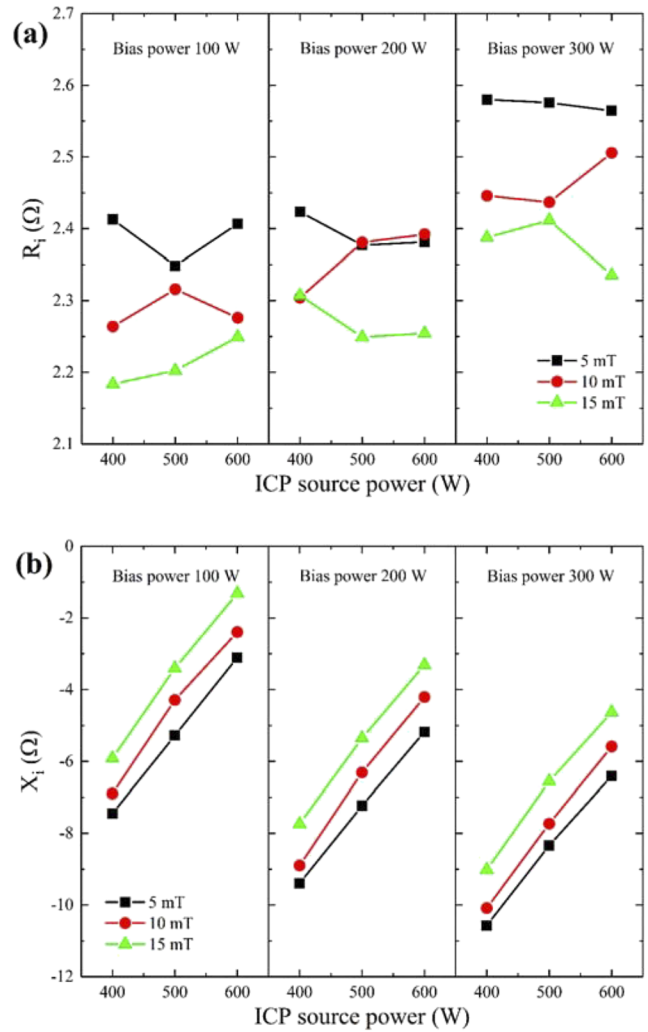 (a)
2.7
2.6
2.5
2.4
2.3
2.2
2.1
R_i (Ω)
Bias power 100 W
Bias power 200 W
Bias power 300 W
5 mT
10 mT
15 mT
400 500 600 400 500 600 400 500 600
ICP source power (W)
(b)
0
-2
-4
-6
-8
-10
-12
X_i (Ω)
Bias power 100 W
Bias power 200 W
Bias power 300 W
5 mT
10 mT
15 mT
400 500 600 400 500 600 400 500 600
ICP source power (W)